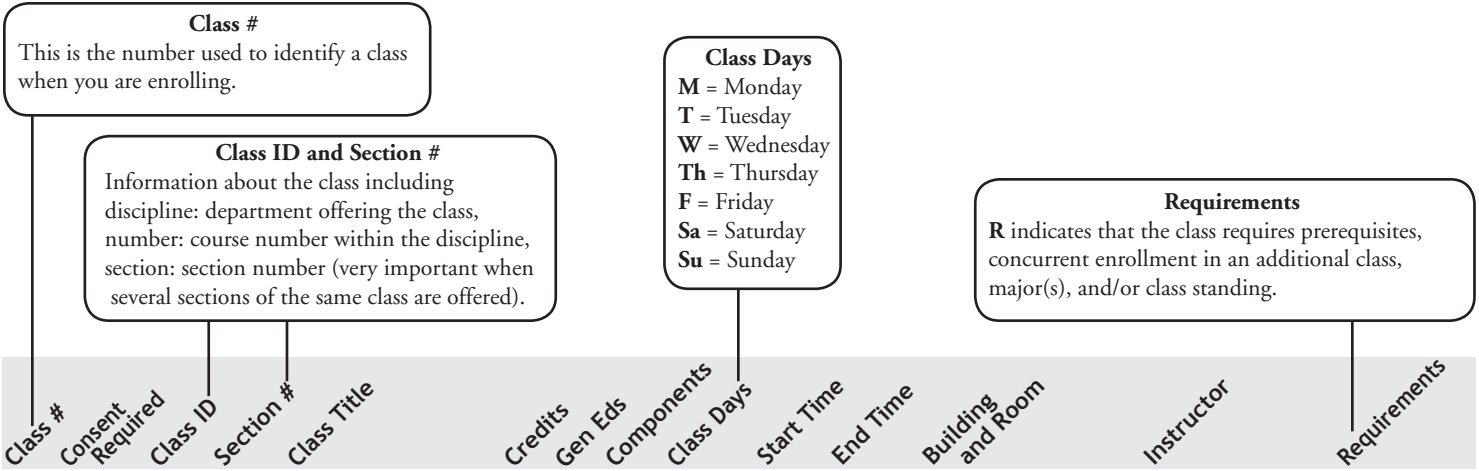 Class #
This is the number used to identify a class
when you are enrolling.
Class ID and Section #
Information about the class including
discipline: department offering the class,
number: course number within the discipline,
section: section number (very important when
several sections of the same class are offered).
Class Days
M = Monday
T = Tuesday
W = Wednesday
Th = Thursday
F = Friday
Sa = Saturday
Su = Sunday
Requirements
R indicates that the class requires prerequisites,
concurrent enrollment in an additional class,
major(s), and/or class standing.
Class #
Consent
Required
Class ID
Section #
Class Title
Credits
Gen Eds
Components
Class Days
Start Time
End Time
Building
and Room
Instructor
Requirements